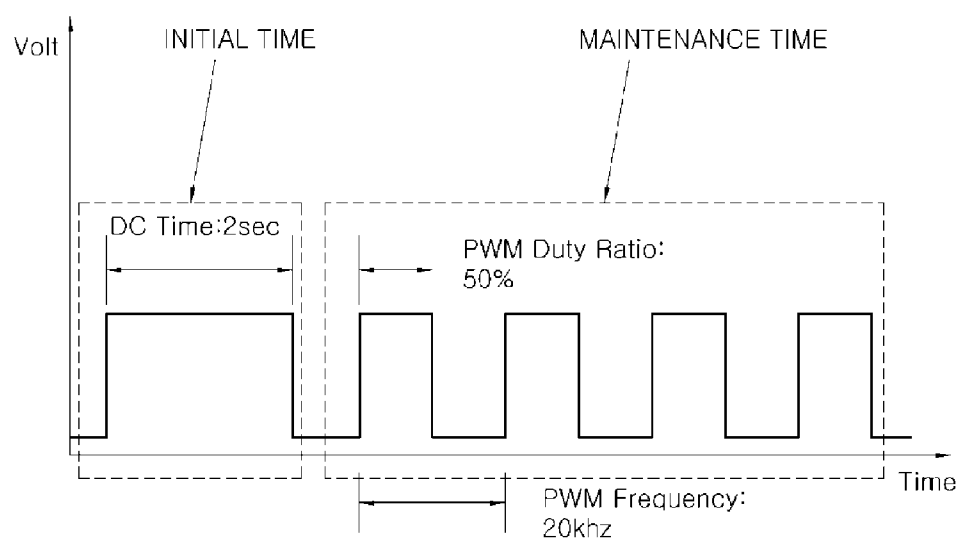 Volt
INITIAL TIME
MAINTENANCE TIME
DC Time:2sec
PWM Duty Ratio:
50%
Time
PWM Frequency:
20khz